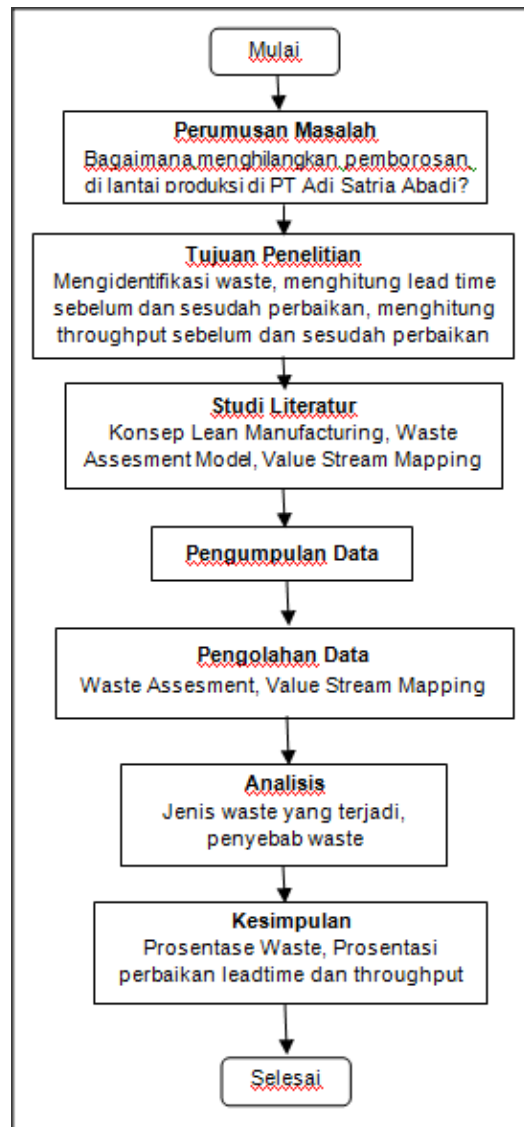 Mulai
Perumusan Masalah
Bagaimana menghilangkan pemborosan
di lantai produksi di PT Adi Satria Abadi?
Tujuan Penelitian
Mengidentifikasi waste, menghitung lead time
sebelum dan sesudah perbaikan, menghitung
throughput sebelum dan sesudah perbaikan
Studi Literatur
Konsep Lean Manufacturing, Waste
Assesment Model, Value Stream Mapping
Pengumpulan Data
Pengolahan Data
Waste Assesment, Value Stream Mapping
Analisis
Jenis waste yang terjadi,
penyebab waste
Kesimpulan
Prosentase Waste, Prosentasi
perbaikan leadtime dan throughput
Selesai